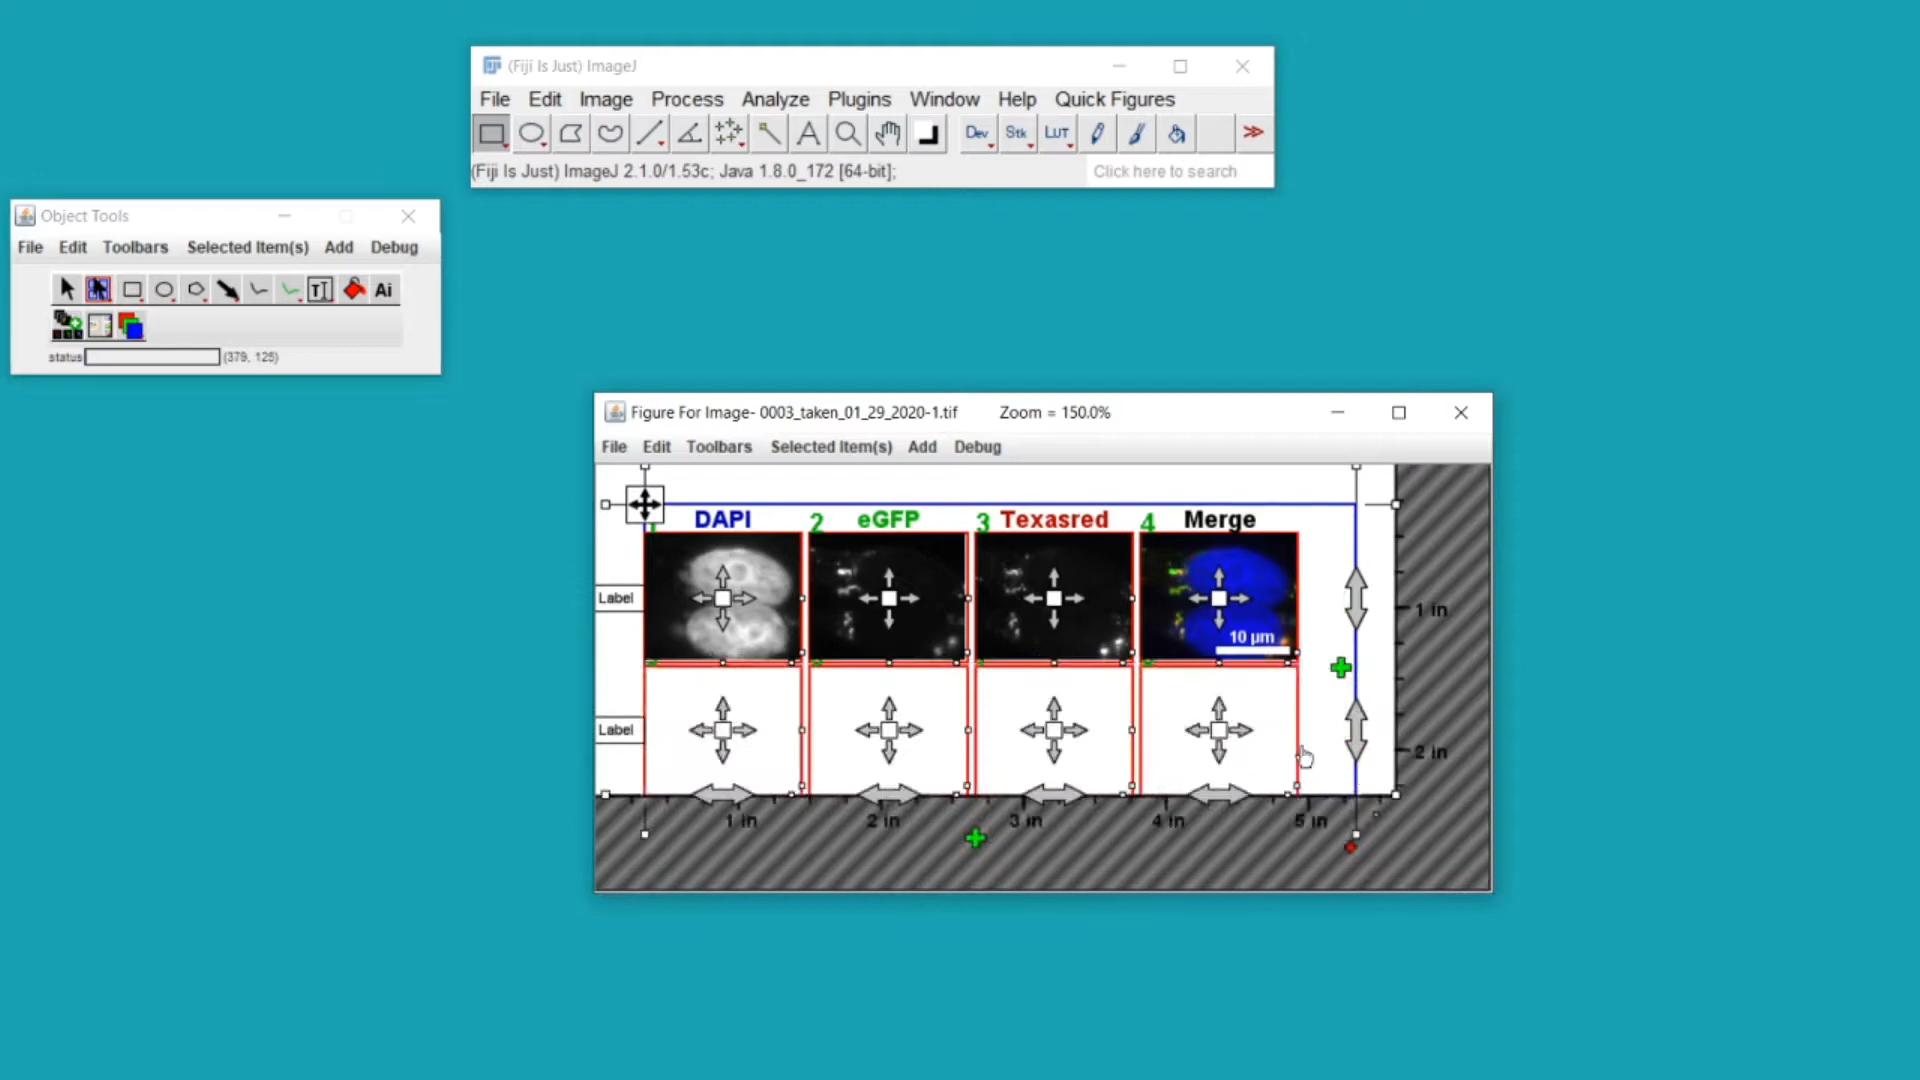 (Fiji Is Just) ImageJ
File Edit Image Process Analyze Plugins Window Help Quick Figures
Dev Stk LUT
(Fiji Is Just) ImageJ 2.1.0/1.53c; Java 1.8.0_172 [64-bit];
Click here to search
Object Tools
File Edit Toolbars Selected Item(s) Add Debug
T Ai
status (379, 125)
Figure For Image- 0003_taken_01_29_2020-1.tif Zoom = 150.0%
File Edit Toolbars Selected Item(s) Add Debug
1 DAPI 2 eGFP 3 Texasred 4 Merge
Label
10 µm
1 in
Label
2 in
1 in 2 in 3 in 4 in 5 in